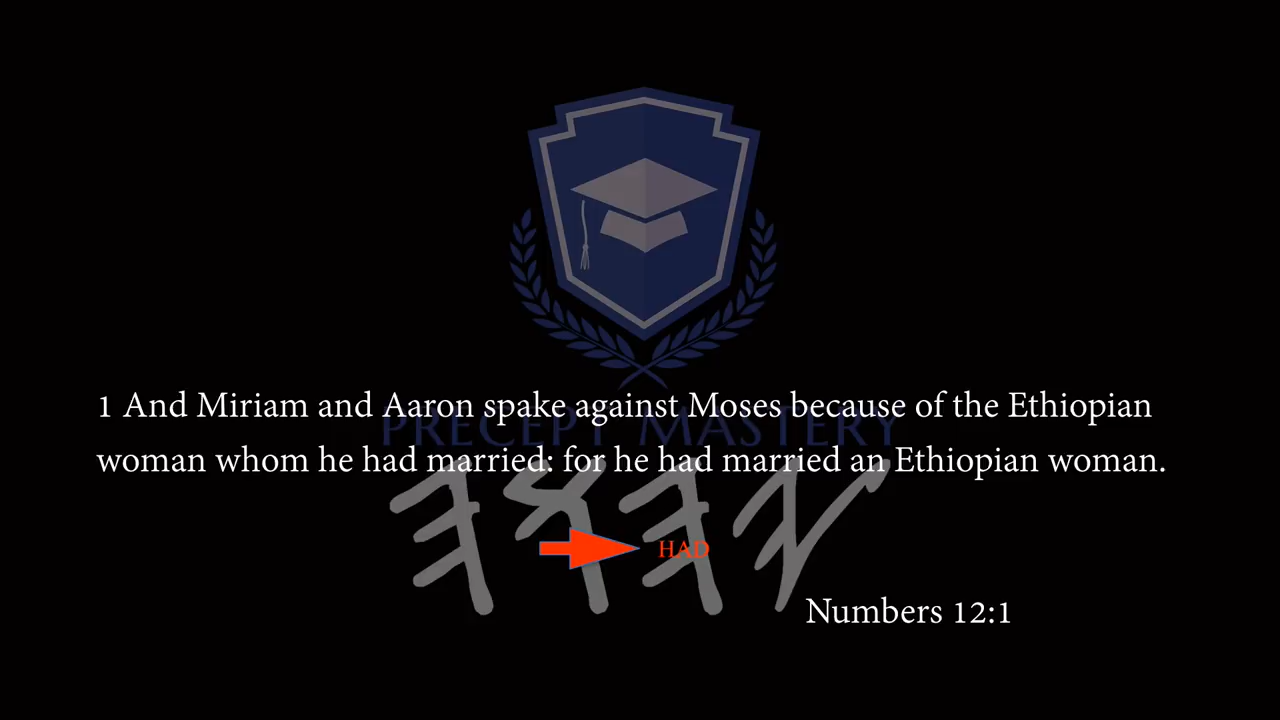 1 And Miriam and Aaron spake against Moses because of the Ethiopian
PRECEPT MASTERY
woman whom he had married: for he had married an Ethiopian woman.
𐤉𐤄𐤅𐤄
HAD
Numbers 12:1